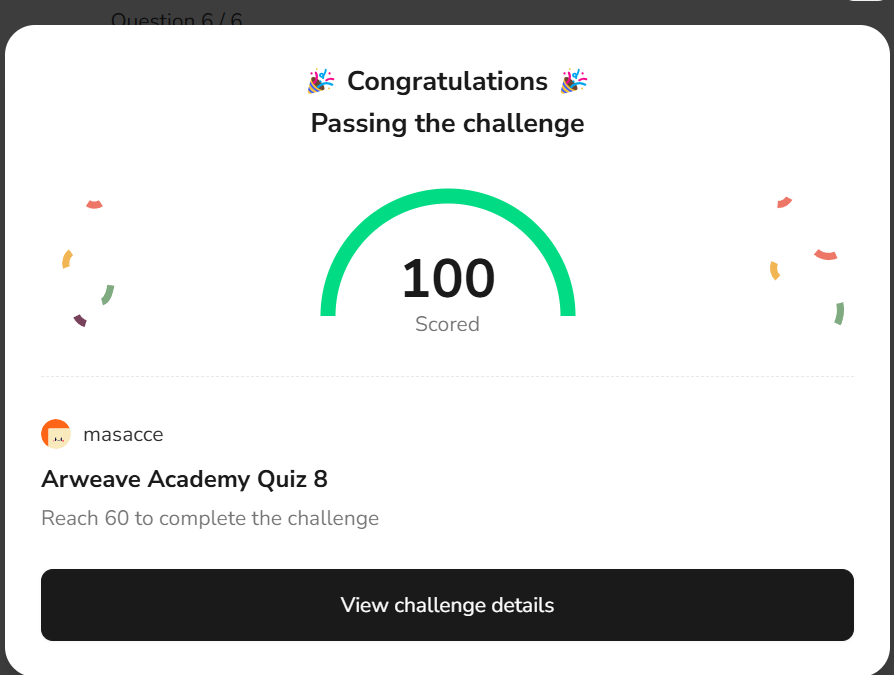 Question 6 / 6
Congratulations
Passing the challenge
100
Scored
masacce
Arweave Academy Quiz 8
Reach 60 to complete the challenge
View challenge details